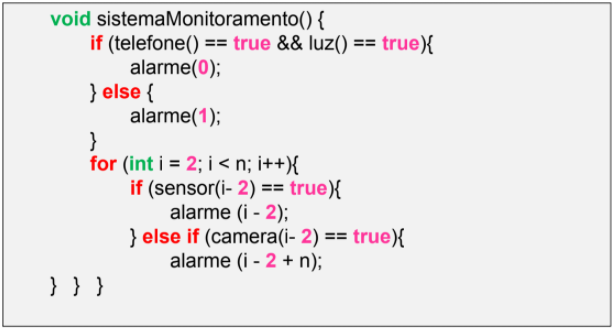 void sistemaMonitoramento() {
if (telefone() == true && luz() == true){
alarme(0);
} else {
alarme(1);
}
for (int i = 2; i < n; i++){
if (sensor(i- 2) == true){
alarme (i - 2);
} else if (camera(i- 2) == true){
alarme (i - 2 + n);
} } }